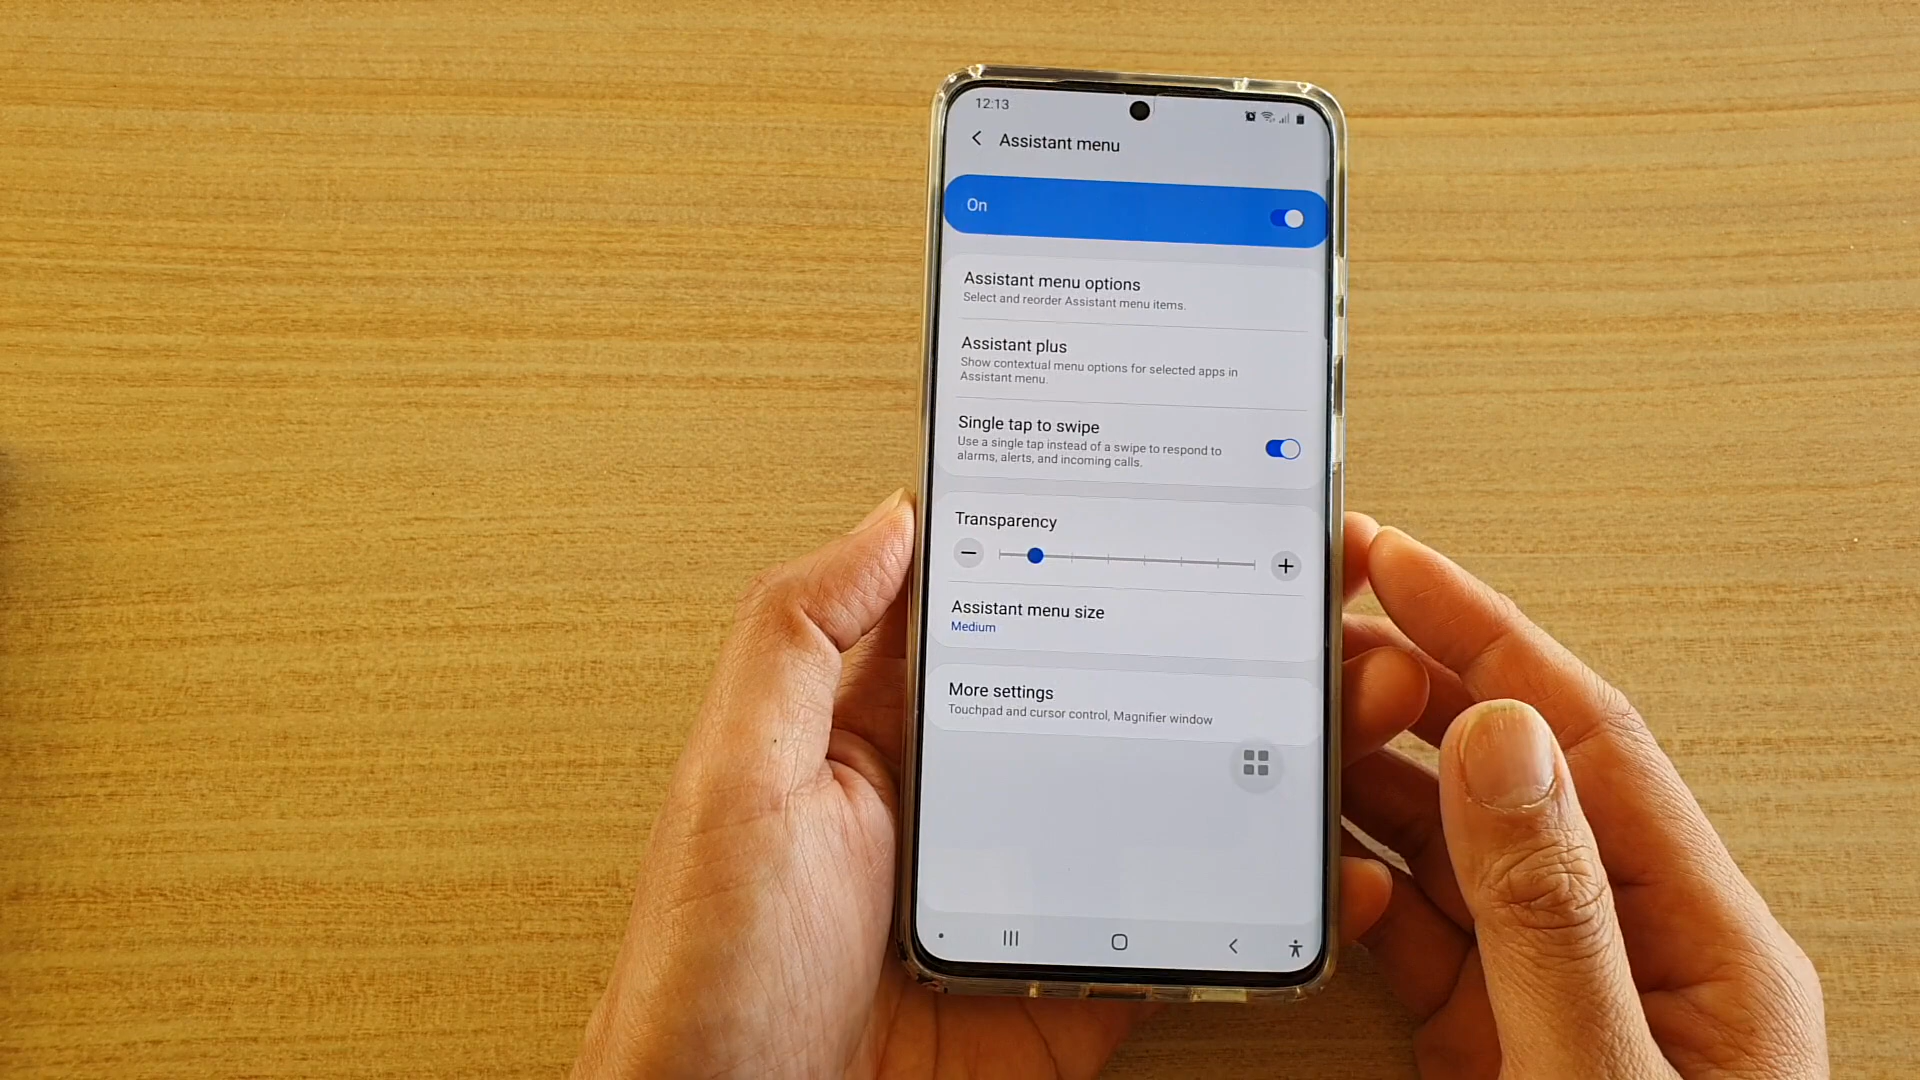 12:13
Assistant menu
On
Assistant menu options
Select and reorder Assistant menu items.
Assistant plus
Show contextual menu options for selected apps in
Assistant menu.
Single tap to swipe
Use a single tap instead of a swipe to respond to
alarms, alerts, and incoming calls.
Transparency
Assistant menu size
Medium
More settings
Touchpad and cursor control, Magnifier window